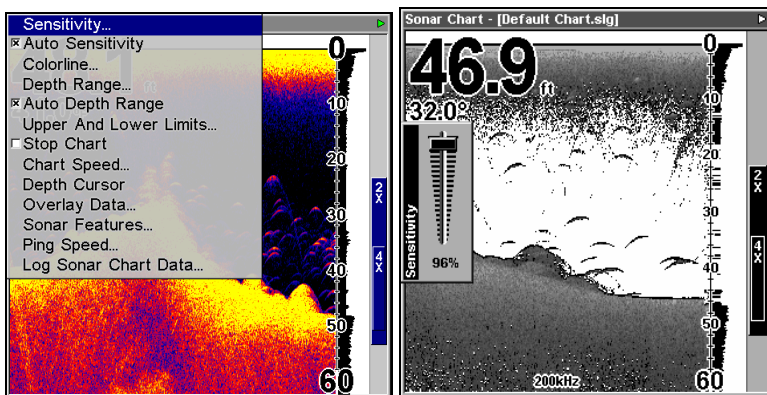 Sensitivity...
Auto Sensitivity
Colorline...
Depth Range...
Auto Depth Range
Upper And Lower Limits...
Stop Chart
Chart Speed...
Depth Cursor
Overlay Data...
Sonar Features...
Ping Speed...
Log Sonar Chart Data...
0
10
20
30
40
50
60
2X
4X
Sonar Chart - [Default Chart.slg]
46.9 ft
32.0°
Sensitivity
96%
0
10
20
30
40
50
60
2X
4X
200kHz